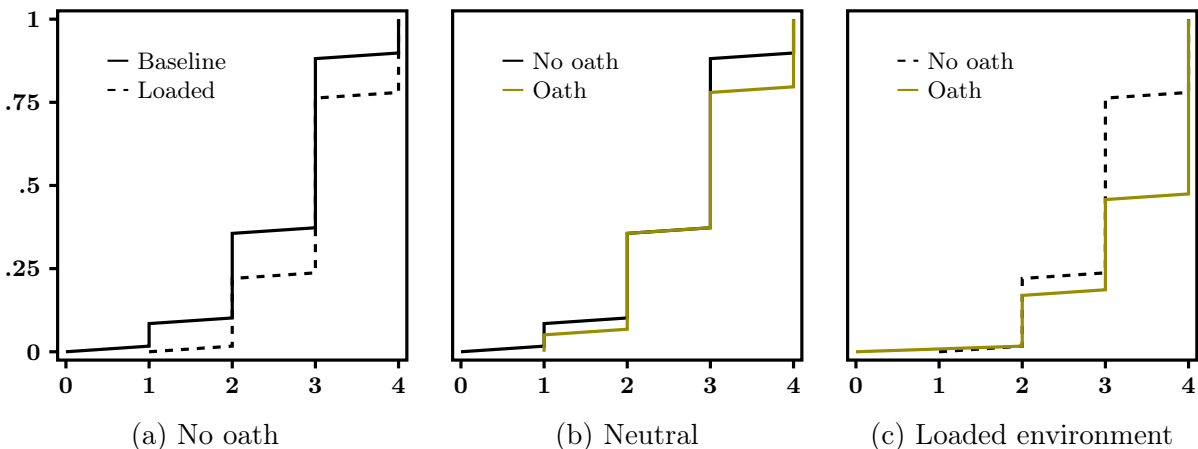 1
.75
.5
.25
0
Baseline
Loaded
0 1 2 3 4
(a) No oath
No oath
Oath
0 1 2 3 4
(b) Neutral
No oath
Oath
0 1 2 3 4
(c) Loaded environment